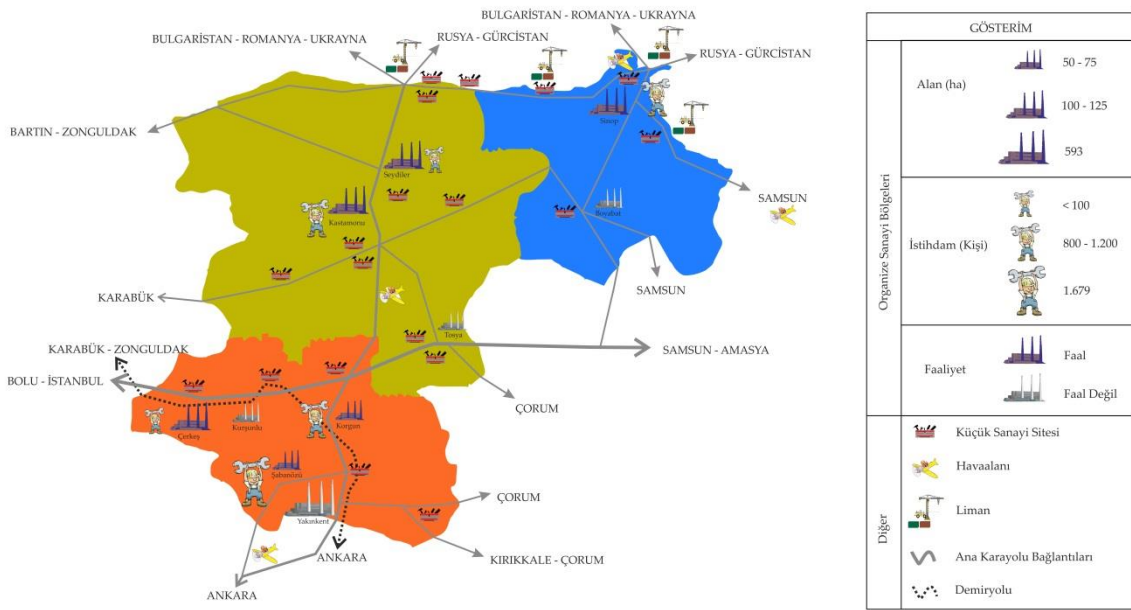 BULGARİSTAN - ROMANYA - UKRAYNA
BULGARİSTAN - ROMANYA - UKRAYNA
RUSYA - GÜRCİSTAN
RUSYA - GÜRCİSTAN
BARTIN - ZONGULDAK
Sinop
Seydiler
SAMSUN
Kastamonu
Boyabat
SAMSUN
KARABÜK
Tosya
KARABÜK - ZONGULDAK
SAMSUN - AMASYA
BOLU - İSTANBUL
ÇORUM
Çerkeş
Kurşunlu
Korgun
Şabanözü
ÇORUM
Yakınkent
KIRIKKALE - ÇORUM
ANKARA
ANKARA
GÖSTERİM
Organize Sanayi Bölgeleri
Alan (ha)
50 - 75
100 - 125
593
İstihdam (Kişi)
< 100
800 - 1.200
1.679
Faaliyet
Faal
Faal Değil
Diğer
Küçük Sanayi Sitesi
Havaalanı
Liman
Ana Karayolu Bağlantıları
Demiryolu